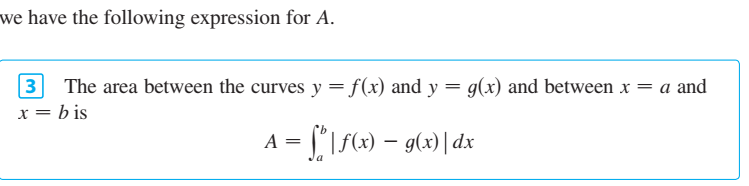 we have the following expression for A.
3 The area between the curves y = f(x) and y = g(x) and between x = a and
x = b is
A = ∫ₐᵇ | f(x) − g(x) | dx